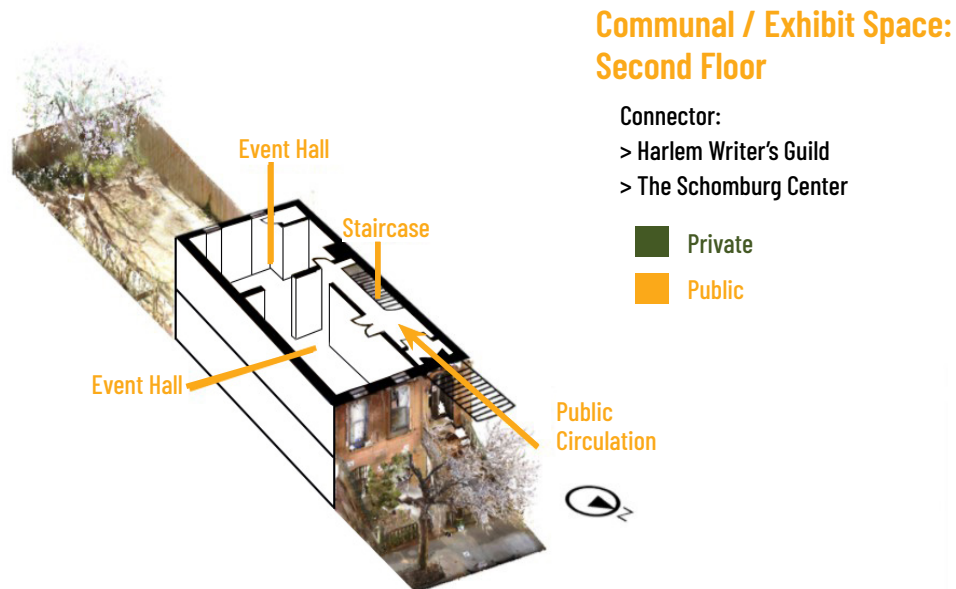 Communal / Exhibit Space:
Second Floor
Connector:
> Harlem Writer's Guild
> The Schomburg Center
Private
Public
Event Hall
Staircase
Event Hall
Public
Circulation
N